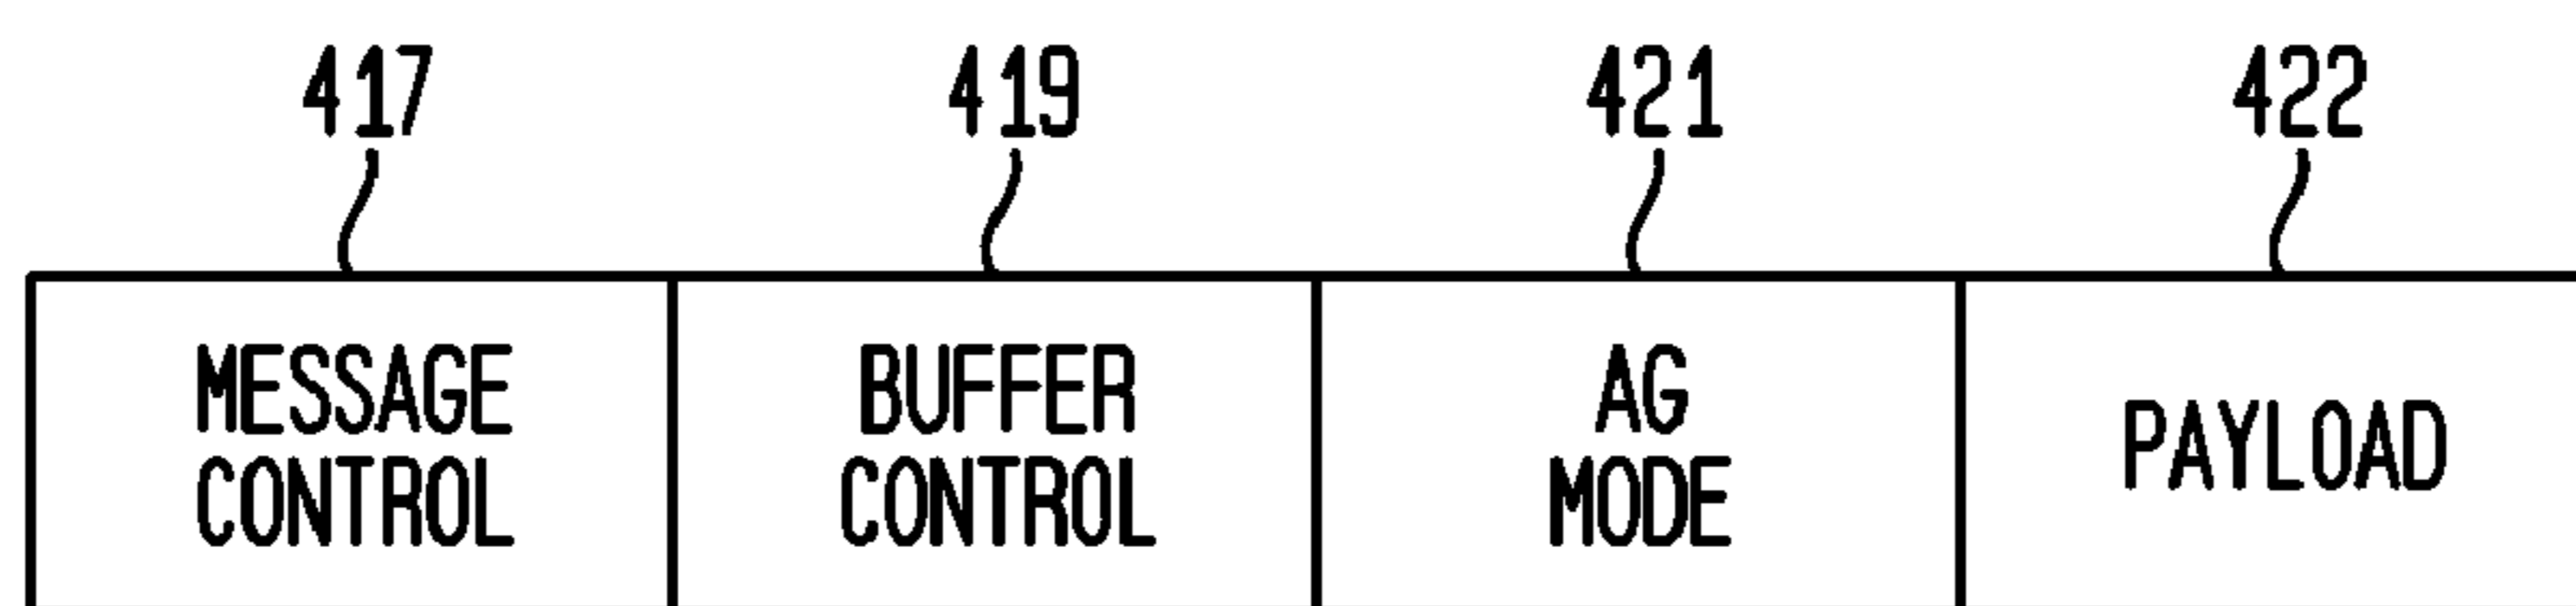 417 419 421 422
MESSAGE CONTROL
BUFFER CONTROL
AG MODE
PAYLOAD